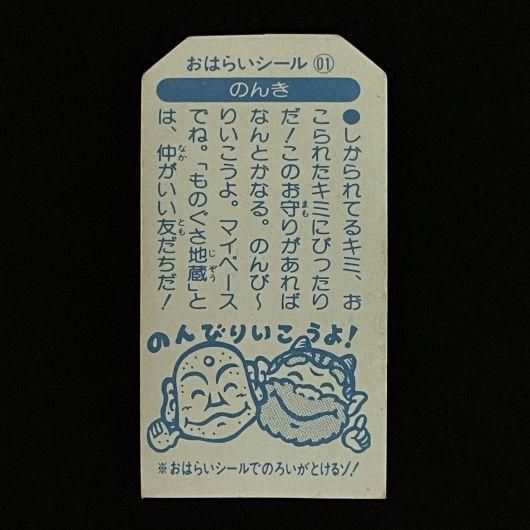 おはらいシール 01
のんき
●しかられてるキミ、お
こられたキミにぴったり
だ！このお守りがあれば
なんとかなる。のんび〜
りいこうよ。マイペース
でね。「ものぐさ地蔵」と
は、仲がいい友だちだ！
のんびりいこうよ！
※おはらいシールでのろいがとけるゾ！